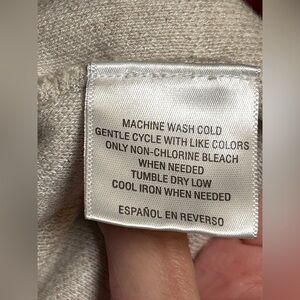 MACHINE WASH COLD
GENTLE CYCLE WITH LIKE COLORS
ONLY NON-CHLORINE BLEACH
WHEN NEEDED
TUMBLE DRY LOW
COOL IRON WHEN NEEDED
ESPAÑOL EN REVERSO